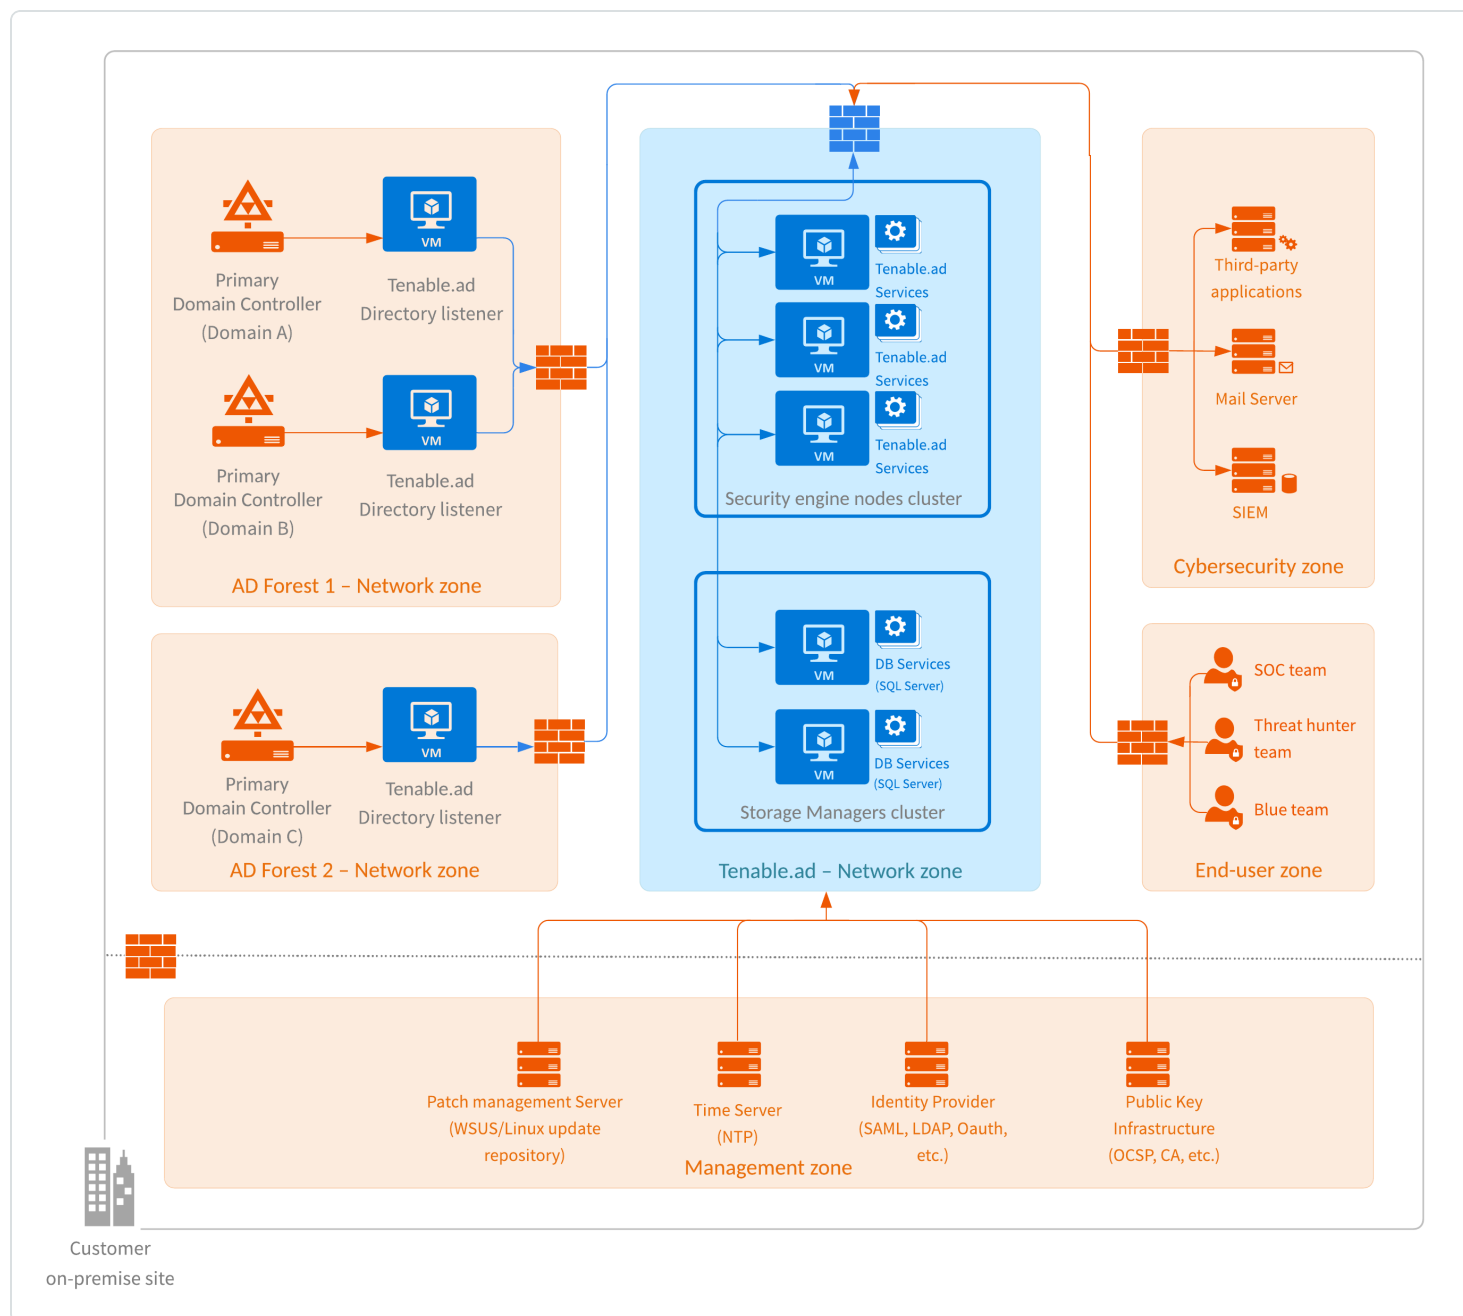 VM
Primary
Domain Controller
(Domain A)
Tenable.ad
Directory listener
VM
Primary
Domain Controller
(Domain B)
Tenable.ad
Directory listener
AD Forest 1 – Network zone
VM
Primary
Domain Controller
(Domain C)
Tenable.ad
Directory listener
AD Forest 2 – Network zone
VM
Tenable.ad
Services
VM
Tenable.ad
Services
VM
Tenable.ad
Services
Security engine nodes cluster
VM
DB Services
(SQL Server)
VM
DB Services
(SQL Server)
Storage Managers cluster
Tenable.ad – Network zone
Third-party
applications
Mail Server
SIEM
Cybersecurity zone
SOC team
Threat hunter
team
Blue team
End-user zone
Patch management Server
(WSUS/Linux update
repository)
Time Server
(NTP)
Identity Provider
(SAML, LDAP, Oauth,
etc.)
Public Key
Infrastructure
(OCSP, CA, etc.)
Management zone
Customer
on-premise site